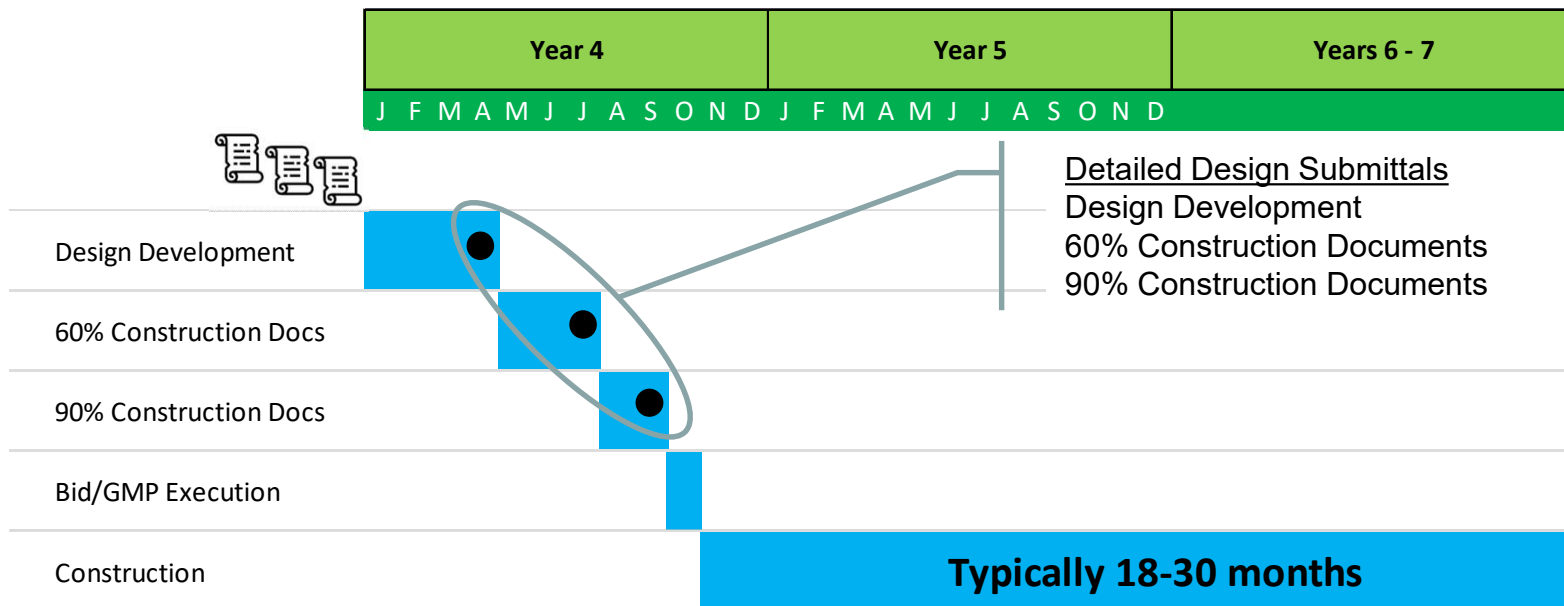 Year 4 Year 5 Years 6 - 7
J F M A M J J A S O N D J F M A M J J A S O N D
Detailed Design Submittals
Design Development
60% Construction Documents
90% Construction Documents
Design Development
60% Construction Docs
90% Construction Docs
Bid/GMP Execution
Construction
Typically 18-30 months